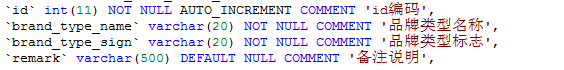 `id` int(11) NOT NULL AUTO_INCREMENT COMMENT 'id编码',
`brand_type_name` varchar(20) NOT NULL COMMENT '品牌类型名称',
`brand_type_sign` varchar(20) NOT NULL COMMENT '品牌类型标志',
`remark` varchar(500) DEFAULT NULL COMMENT '备注说明',